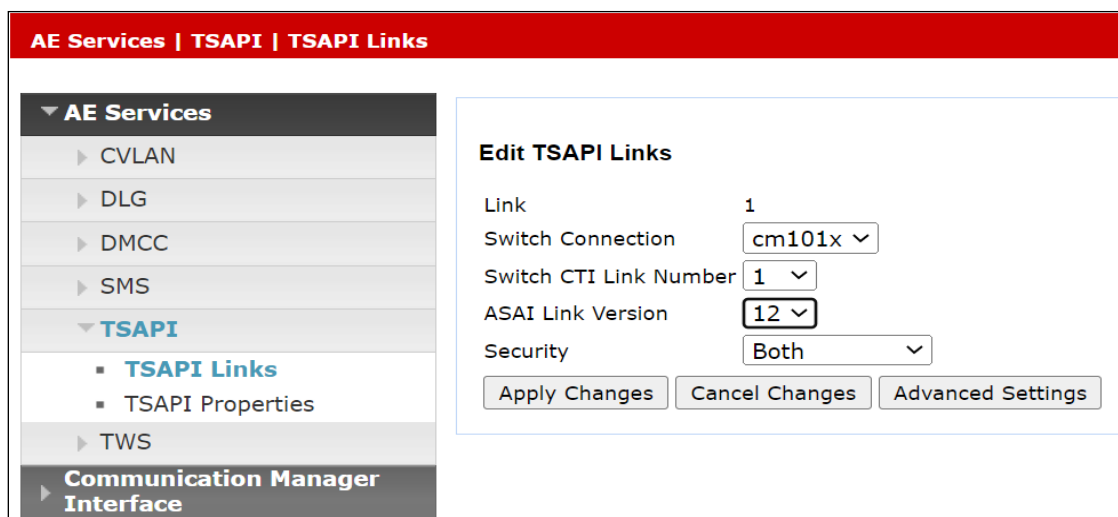 AE Services | TSAPI | TSAPI Links
AE Services
CVLAN
DLG
DMCC
SMS
TSAPI
TSAPI Links
TSAPI Properties
TWS
Communication Manager
Interface
Edit TSAPI Links
Link 1
Switch Connection cm101x
Switch CTI Link Number 1
ASAI Link Version 12
Security Both
Apply Changes Cancel Changes Advanced Settings